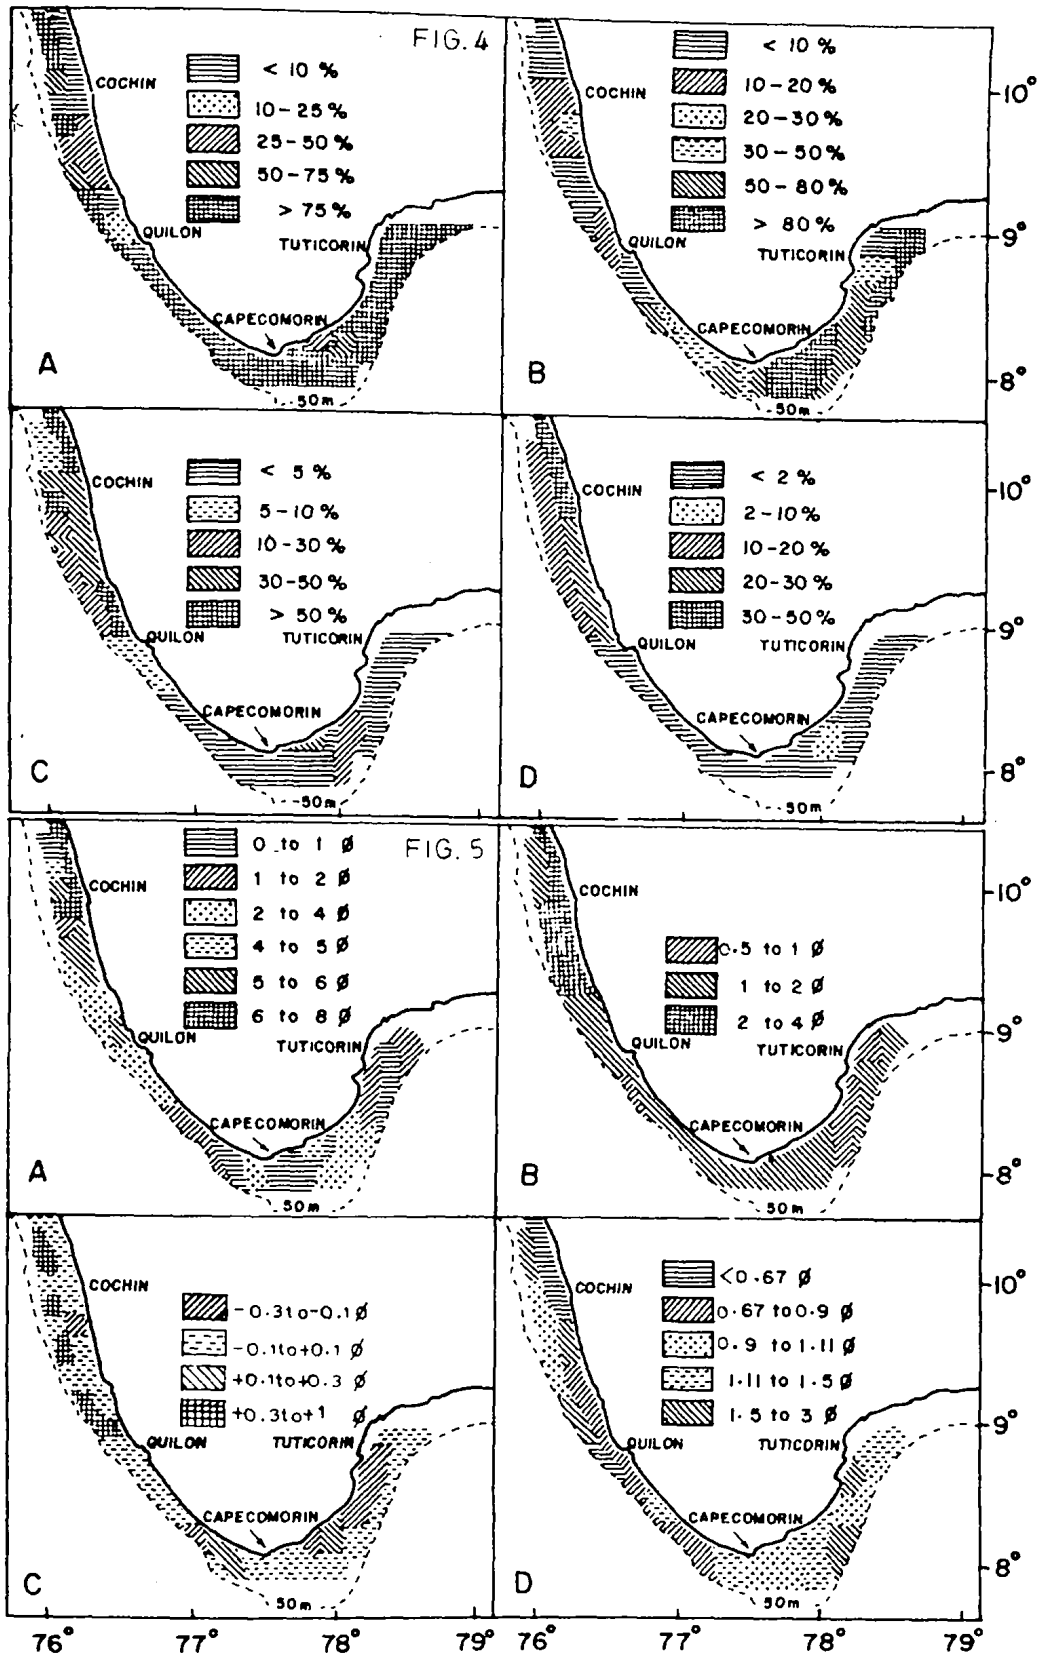 FIG. 4
< 10 %
10-25 %
25-50 %
50-75 %
> 75 %
COCHIN
QUILON
TUTICORIN
CAPECOMORIN
A
50m
< 10 %
10-20 %
20-30 %
30-50 %
50-80 %
> 80 %
COCHIN
QUILON
TUTICORIN
CAPECOMORIN
B
50m
10°
9°
8°
< 5 %
5-10 %
10-30 %
30-50 %
> 50 %
COCHIN
QUILON
TUTICORIN
CAPECOMORIN
C
50m
< 2 %
2-10 %
10-20 %
20-30 %
30-50 %
COCHIN
QUILON
TUTICORIN
CAPECOMORIN
D
50m
10°
9°
8°
FIG. 5
0 to 1 Ø
1 to 2 Ø
2 to 4 Ø
4 to 5 Ø
5 to 6 Ø
6 to 8 Ø
COCHIN
QUILON
TUTICORIN
CAPECOMORIN
A
50m
0.5 to 1 Ø
1 to 2 Ø
2 to 4 Ø
COCHIN
QUILON
TUTICORIN
CAPECOMORIN
B
50m
10°
9°
8°
-0.3to-0.1 Ø
-0.1to+0.1 Ø
+0.1to+0.3 Ø
+0.3to+1 Ø
COCHIN
QUILON
TUTICORIN
CAPECOMORIN
C
50m
<0.67 Ø
0.67 to 0.9 Ø
0.9 to 1.11 Ø
1.11 to 1.5 Ø
1.5 to 3 Ø
COCHIN
QUILON
TUTICORIN
CAPECOMORIN
D
50m
10°
9°
8°
76° 77° 78° 79°
76° 77° 78° 79°